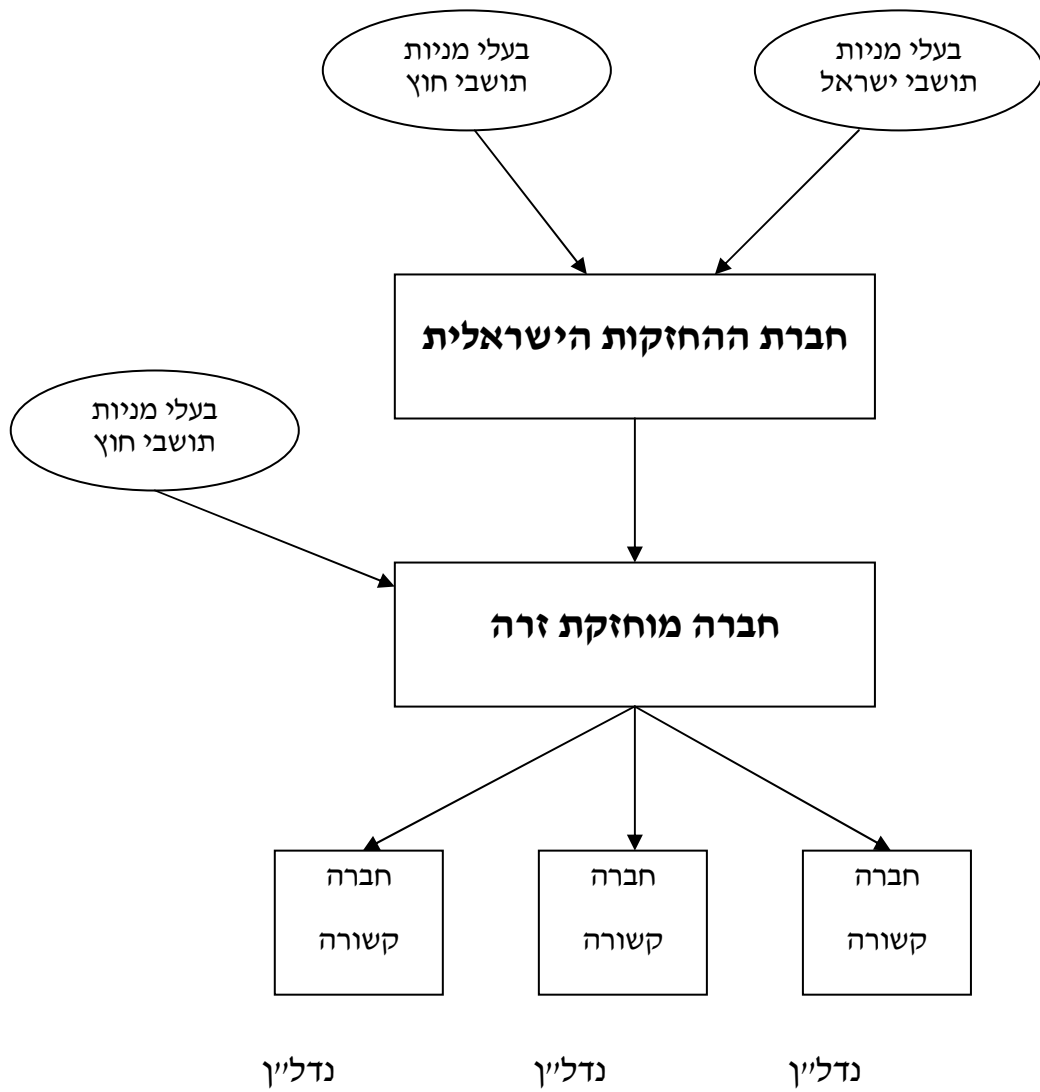 בעלי מניות
תושבי ישראל
בעלי מניות
תושבי חוץ
חברת ההחזקות הישראלית
בעלי מניות
תושבי חוץ
חברה מוחזקת זרה
חברה
קשורה
חברה
קשורה
חברה
קשורה
נדל״ן
נדל״ן
נדל״ן